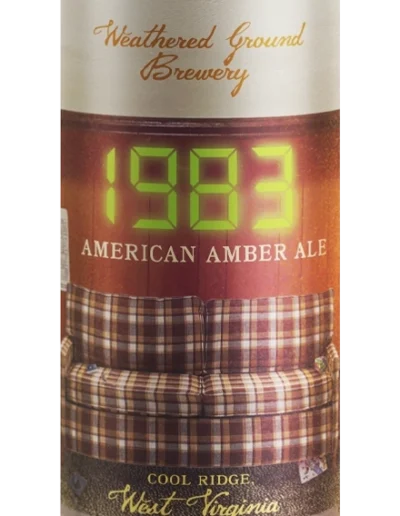 Weathered Ground
Brewery
1983
AMERICAN AMBER ALE
COOL RIDGE,
West Virginia